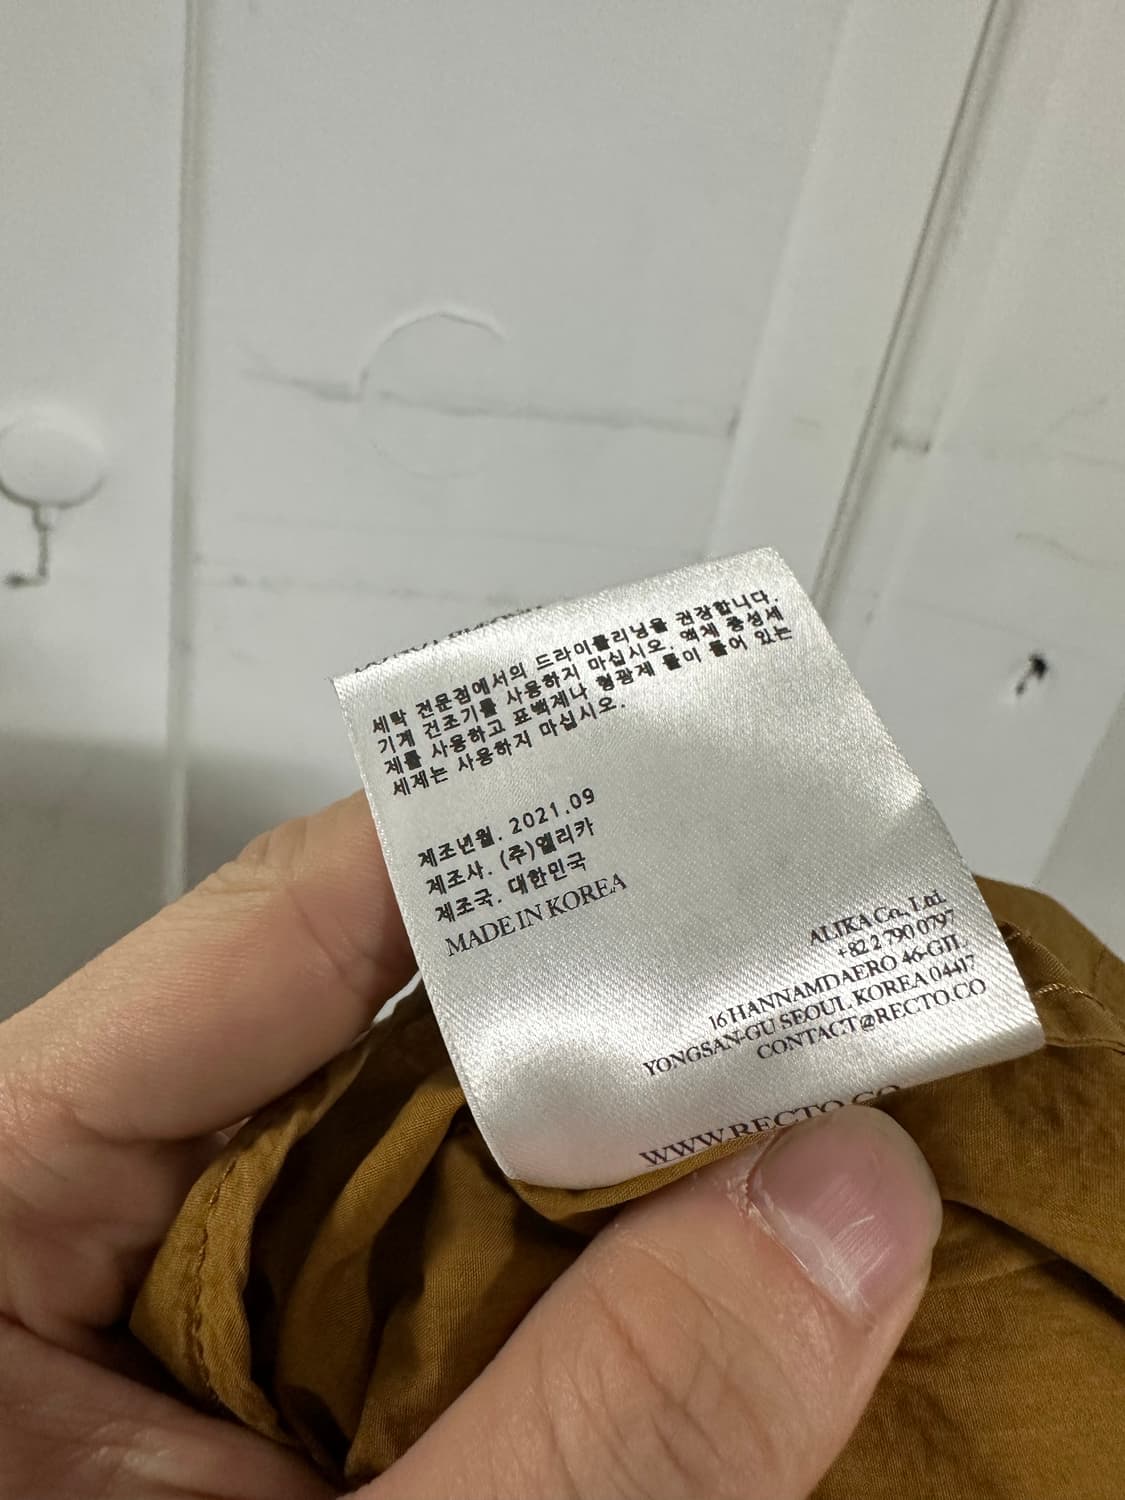 세탁 전문점에서의 드라이클리닝을 권장합니다.
기계 건조기를 사용하지 마십시오. 액체 중성세
제를 사용하고 표백제나 형광제 들이 들어 있는
세제는 사용하지 마십시오.
제조년월. 2021.09
제조사. (주)엘리카
제조국. 대한민국
MADE IN KOREA
ALIKA Co., Ltd.
+82 2 790 0797
16 HANNAMDAERO 46-GIL
YONGSAN-GU SEOUL KOREA 04417
CONTACT@RECTO.CO
WWW.RECTO.CO